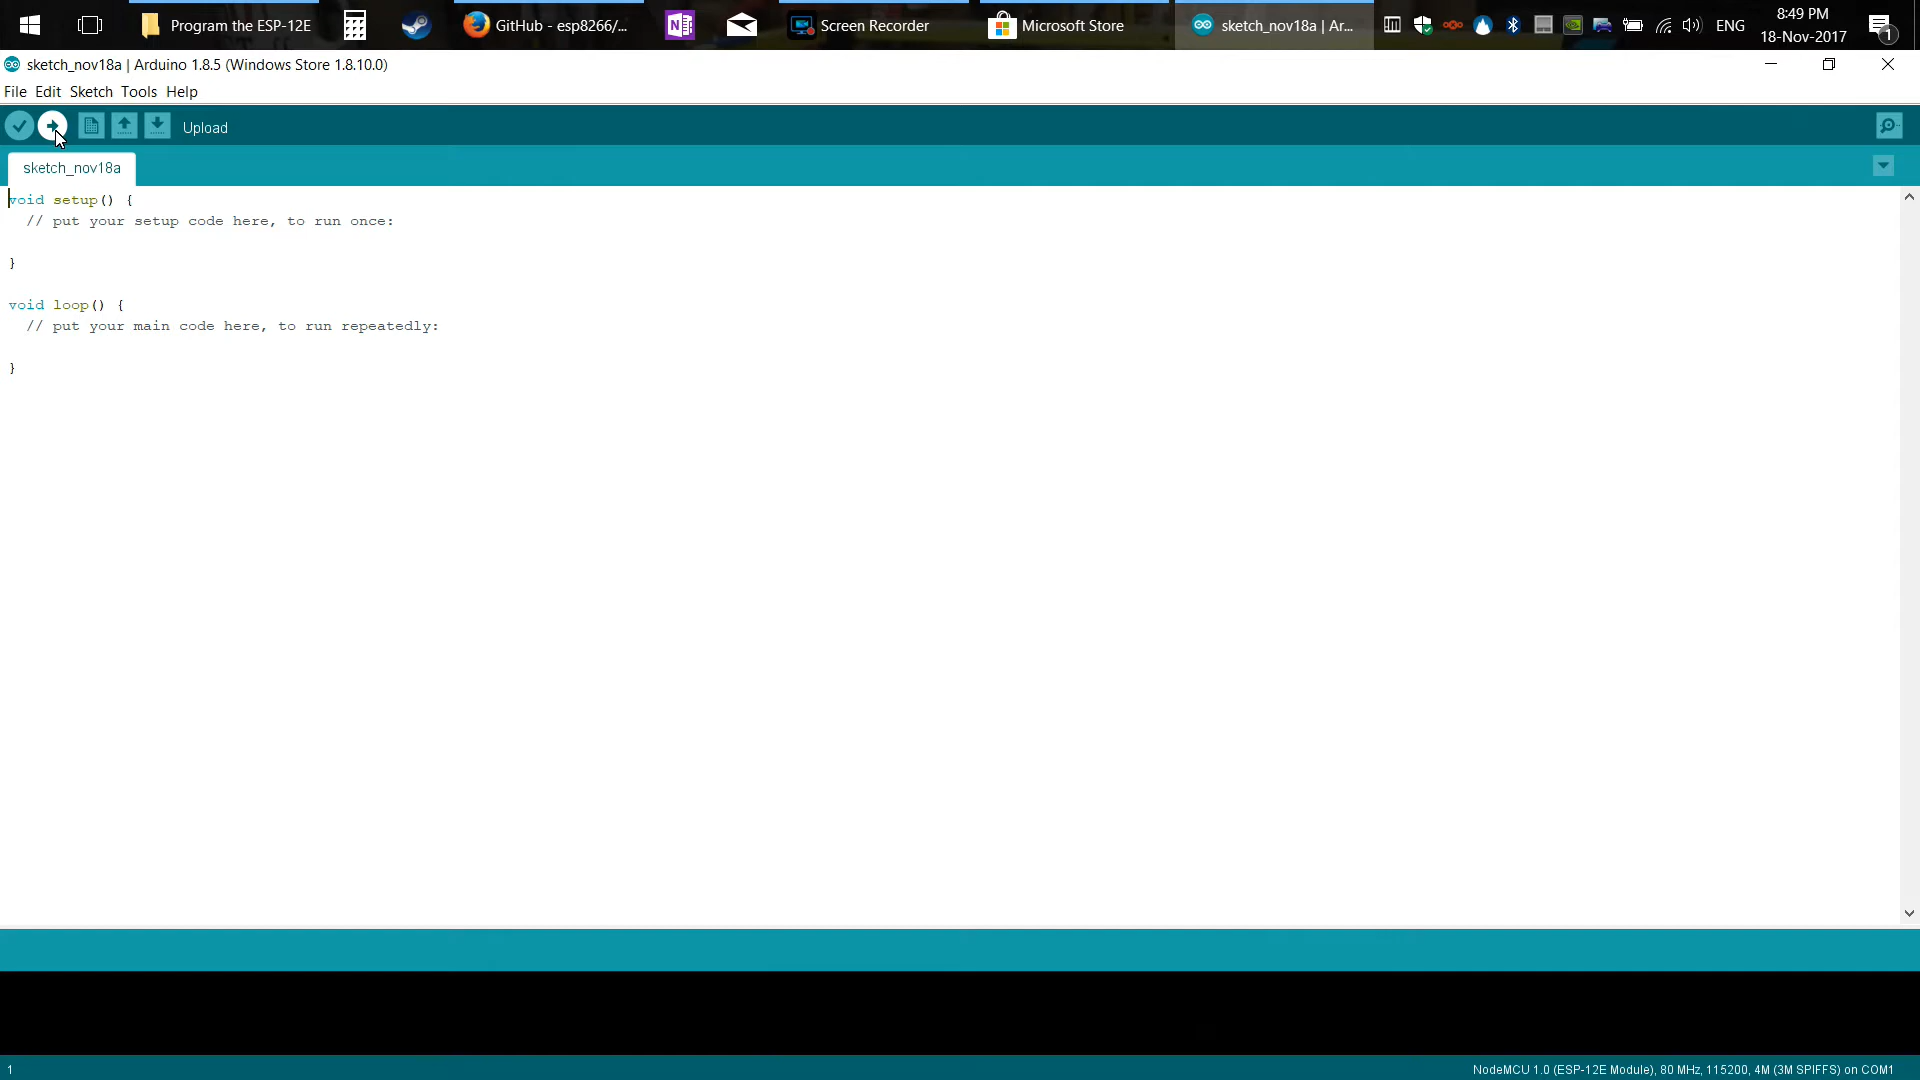 Program the ESP-12E
GitHub - esp8266/...
Screen Recorder
Microsoft Store
sketch_nov18a | Ar...
ENG
8:49 PM
18-Nov-2017
1
sketch_nov18a | Arduino 1.8.5 (Windows Store 1.8.10.0)
File Edit Sketch Tools Help
Upload
sketch_nov18a
void setup() {
// put your setup code here, to run once:
}
void loop() {
// put your main code here, to run repeatedly:
}
1
NodeMCU 1.0 (ESP-12E Module), 80 MHz, 115200, 4M (3M SPIFFS) on COM1